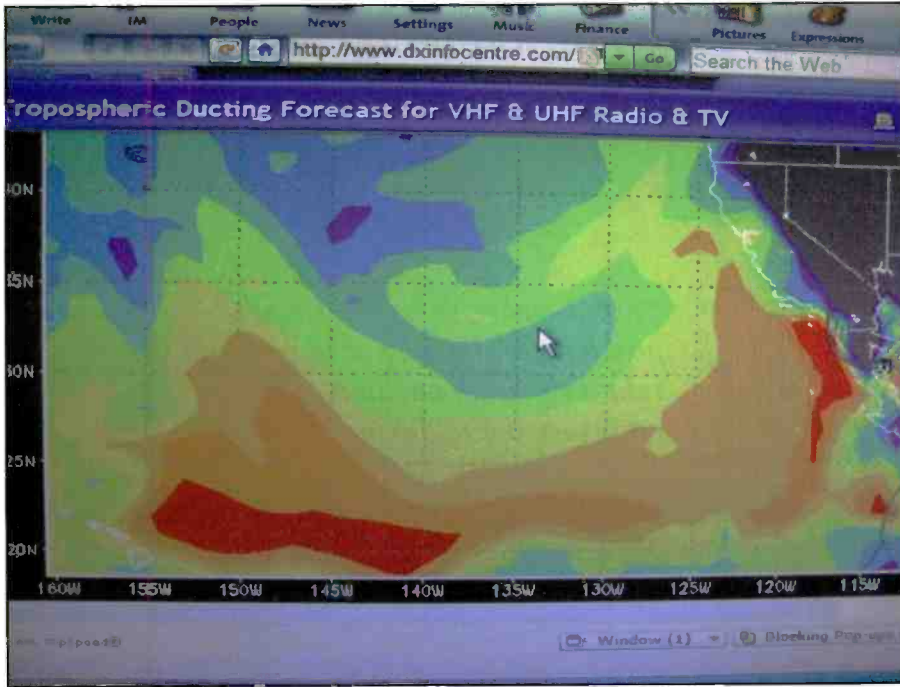 Write IM People News Settings Music Finance Pictures Expressions
http://www.dxinfocentre.com/ Go Search the Web
Tropospheric Ducting Forecast for VHF & UHF Radio & TV
40N
35N
30N
25N
20N
160W 155W 150W 145W 140W 135W 130W 125W 120W 115W
Window (1) Blocking Pop-ups